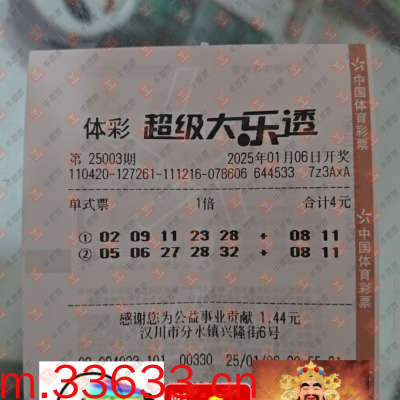 体彩 超级大乐透
第 25003期 2025年01月06日开奖
110420-127261-111216-078606 644533 7z3AxA
单式票 1倍 合计4元
① 02 09 11 23 28 + 08 11
② 05 06 27 28 32 + 08 11
感谢您为公益事业贡献 1.44元
汉川市分水镇兴隆街6号
00330
m.33633.cn
中国体育彩票
中国体育彩票